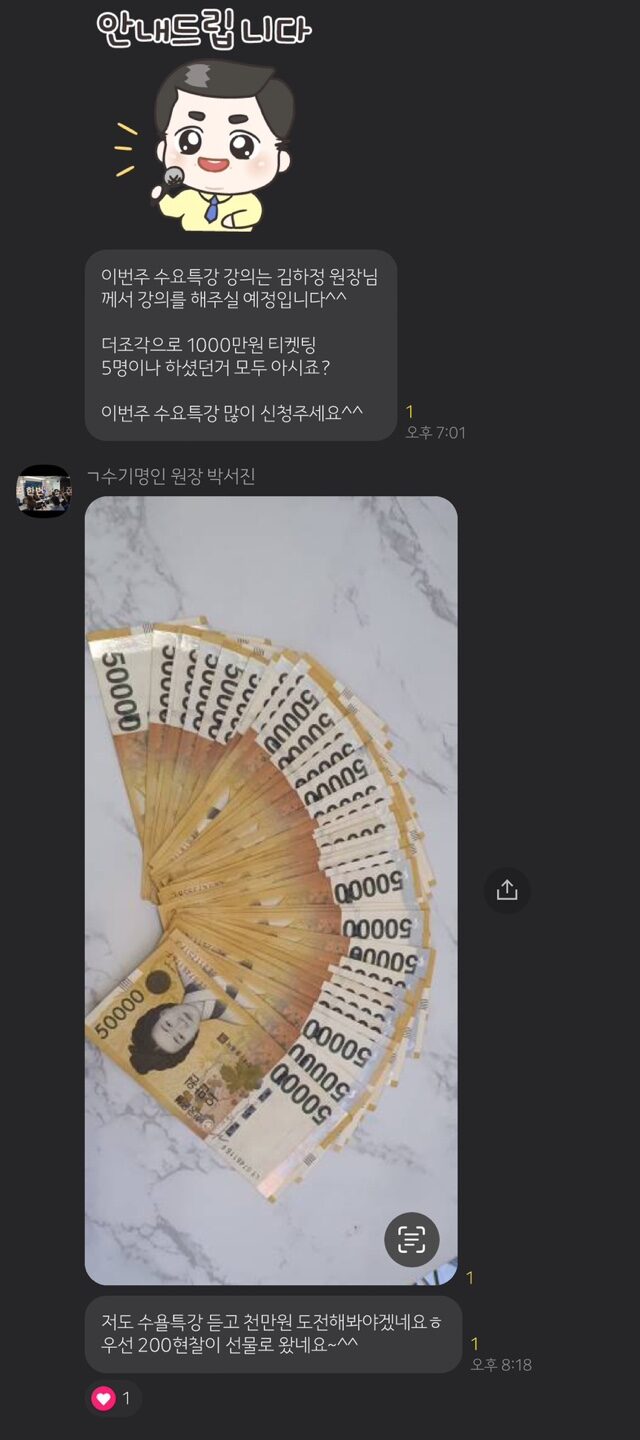 안내드립니다
이번주 수요특강 강의는 김하정 원장님
께서 강의를 해주실 예정입니다^^
더조각으로 1000만원 티켓팅
5명이나 하셨던거 모두 아시죠?
이번주 수요특강 많이 신청주세요^^
1
오후 7:01
ㄱ수기명인 원장 박서진
50000
50000
50000
50000
50000
50000
50000
50000
50000
50000
50000
1
저도 수욜특강 듣고 천만원 도전해봐야겠네요ㅎ
우선 200현찰이 선물로 왔네요~^^
1
오후 8:18
1